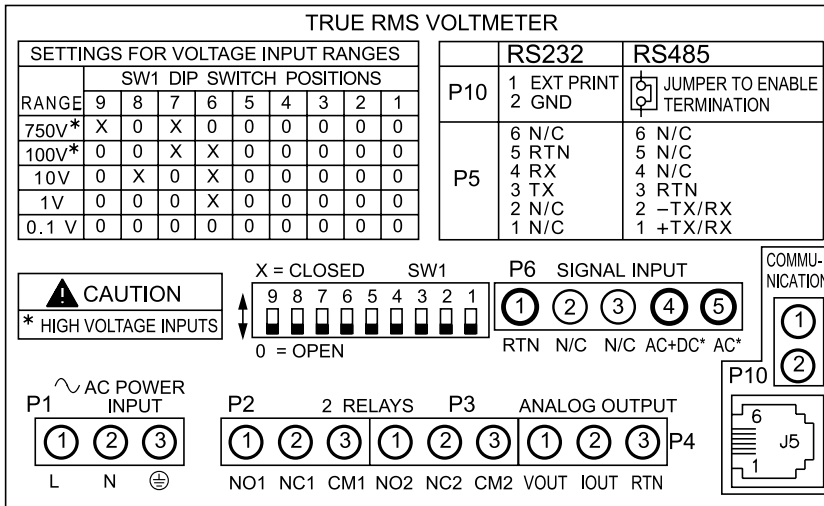 TRUE RMS VOLTMETER
SETTINGS FOR VOLTAGE INPUT RANGES
SW1 DIP SWITCH POSITIONS
RANGE 9 8 7 6 5 4 3 2 1
750V* X 0 X 0 0 0 0 0 0
100V* 0 0 X X 0 0 0 0 0
10V 0 X 0 X 0 0 0 0 0
1V 0 0 0 X 0 0 0 0 0
0.1 V 0 0 0 0 0 0 0 0 0
RS232 RS485
P10
1 EXT PRINT
2 GND
JUMPER TO ENABLE
TERMINATION
P5
6 N/C 6 N/C
5 RTN 5 N/C
4 RX 4 N/C
3 TX 3 RTN
2 N/C 2 –TX/RX
1 N/C 1 +TX/RX
CAUTION
* HIGH VOLTAGE INPUTS
X = CLOSED SW1
9 8 7 6 5 4 3 2 1
0 = OPEN
P6 SIGNAL INPUT
1 2 3 4 5
RTN N/C N/C AC+DC* AC*
COMMU-
NICATION
1
2
P10
6
J5
1
AC POWER
P1 INPUT
1 2 3
L N
P2 2 RELAYS P3 ANALOG OUTPUT
1 2 3 1 2 3 1 2 3 P4
NO1 NC1 CM1 NO2 NC2 CM2 VOUT IOUT RTN